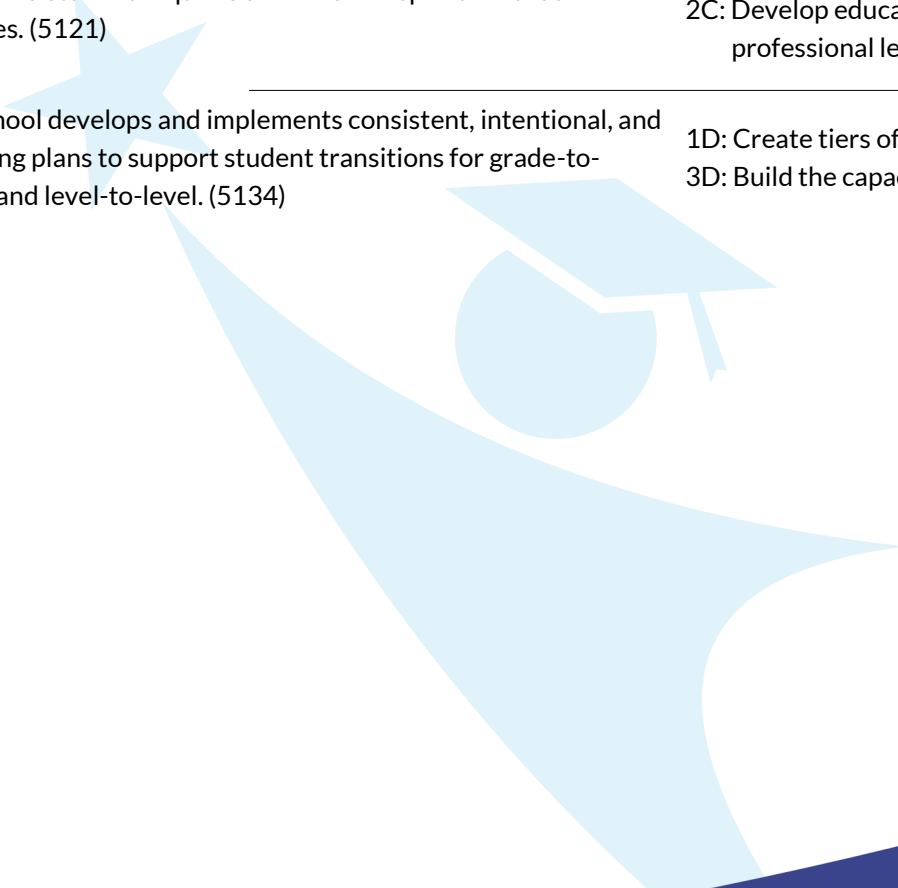 es. (5121)
2C: Develop educa
professional le
hool develops and implements consistent, intentional, and
ng plans to support student transitions for grade-to-
and level-to-level. (5134)
1D: Create tiers of
3D: Build the capac